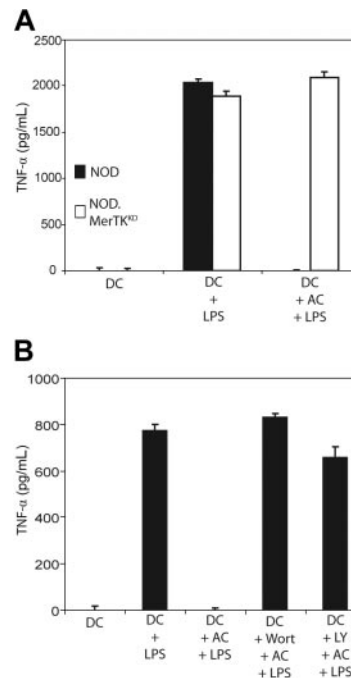 A
2500
2000
1500
1000
500
0
TNF-α (pg/mL)
NOD
NOD.
MerTK^KD
DC
DC
+
LPS
DC
+ AC
+ LPS
B
1000
800
600
400
200
0
TNF-α (pg/mL)
DC
DC
+
LPS
DC
+ AC
+ LPS
DC
+Wort
+ AC
+ LPS
DC
+ LY
+ AC
+ LPS